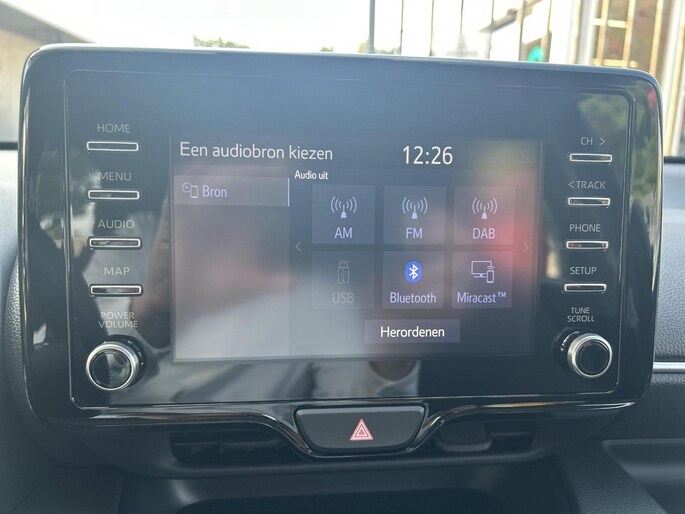 HOME
MENU
AUDIO
MAP
POWER
VOLUME
Een audiobron kiezen
12:26
Bron
Audio uit
AM
FM
DAB
USB
Bluetooth
Miracast™
Herordenen
CH >
< TRACK
PHONE
SETUP
TUNE
SCROLL